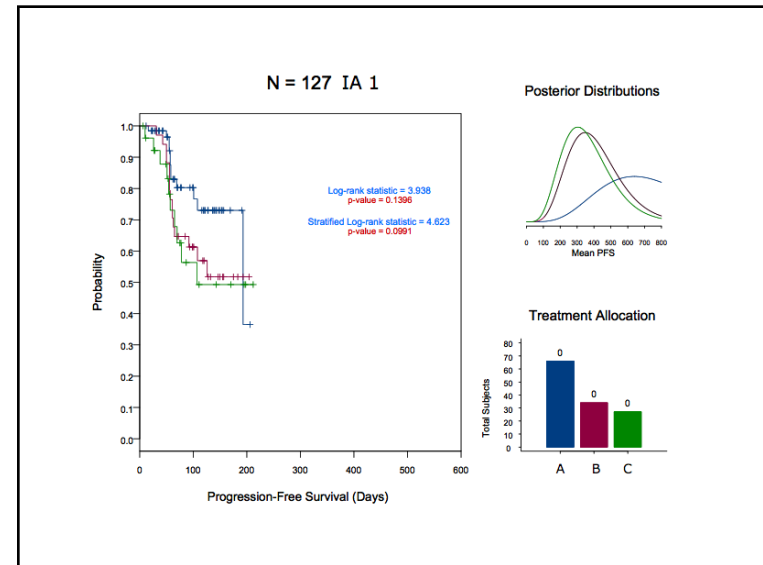 N = 127 IA 1
Probability
1.0
0.9
0.8
0.7
0.6
0.5
0.4
0.3
0.2
0.1
0.0
Log-rank statistic = 3.938
p-value = 0.1396
Stratified Log-rank statistic = 4.623
p-value = 0.0991
0 100 200 300 400 500 600
Progression-Free Survival (Days)
Posterior Distributions
0 100 200 300 400 500 600 700 800
Mean PFS
Treatment Allocation
Total Subjects
80
70
60
50
40
30
20
10
0
0 0 0
A B C